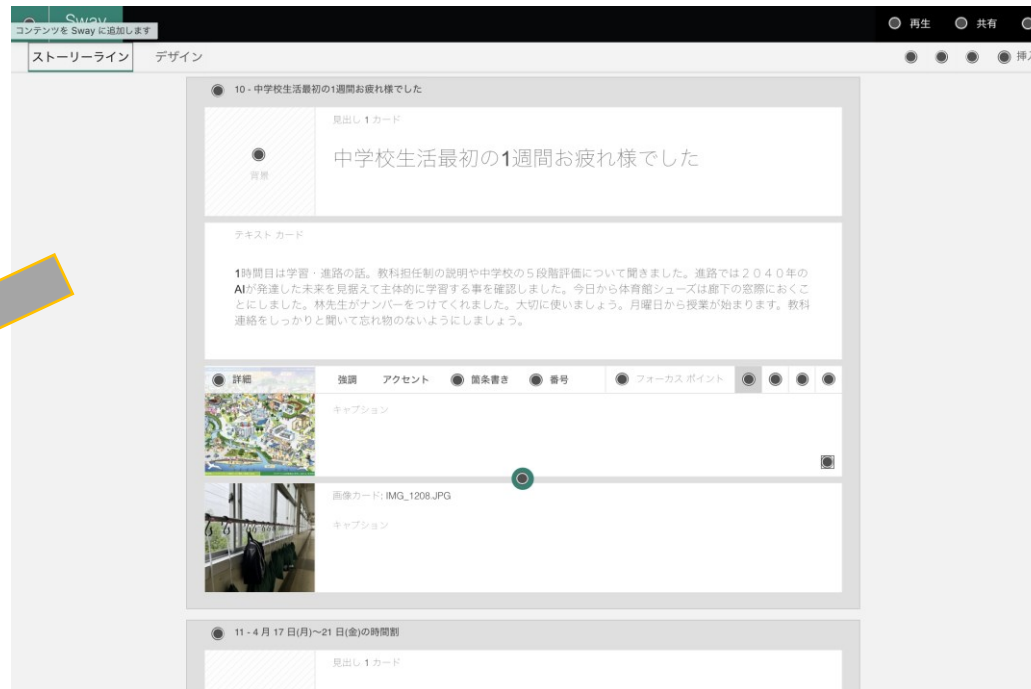 Sway
コンテンツを Sway に追加します
再生
共有
ストーリーライン
デザイン
挿入
10 - 中学校生活最初の1週間お疲れ様でした
見出し 1 カード
中学校生活最初の1週間お疲れ様でした
背景
テキスト カード
1時間目は学習・進路の話。教科担任制の説明や中学校の5段階評価について聞きました。進路では2040年の
AIが発達した未来を見据えて主体的に学習する事を確認しました。今日から体育館シューズは廊下の窓際におくこ
とにしました。林先生がナンバーをつけてくれました。大切に使いましょう。月曜日から授業が始まります。教科
連絡をしっかりと聞いて忘れ物のないようにしましょう。
詳細
強調
アクセント
箇条書き
番号
フォーカス ポイント
キャプション
画像カード: IMG_1208.JPG
キャプション
11 - 4 月 17 日(月)~21 日(金)の時間割
見出し 1 カード